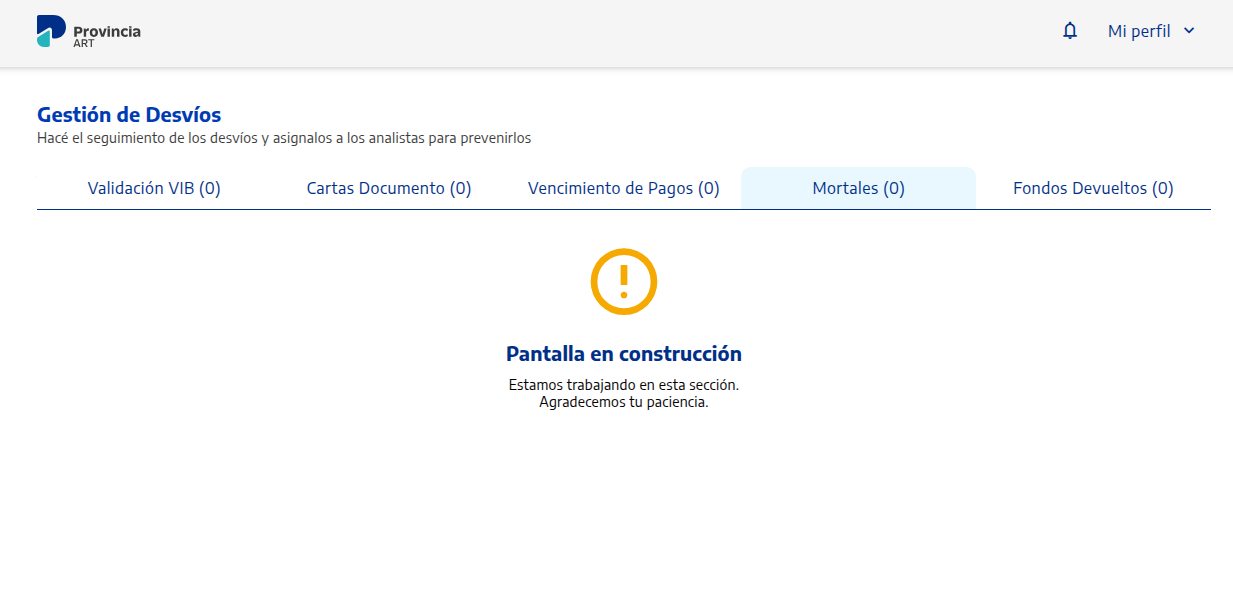 Provincia
ART
Mi perfil
Gestión de Desvíos
Hacé el seguimiento de los desvíos y asignalos a los analistas para prevenirlos
Validación VIB (0)
Cartas Documento (0)
Vencimiento de Pagos (0)
Mortales (0)
Fondos Devueltos (0)
Pantalla en construcción
Estamos trabajando en esta sección.
Agradecemos tu paciencia.